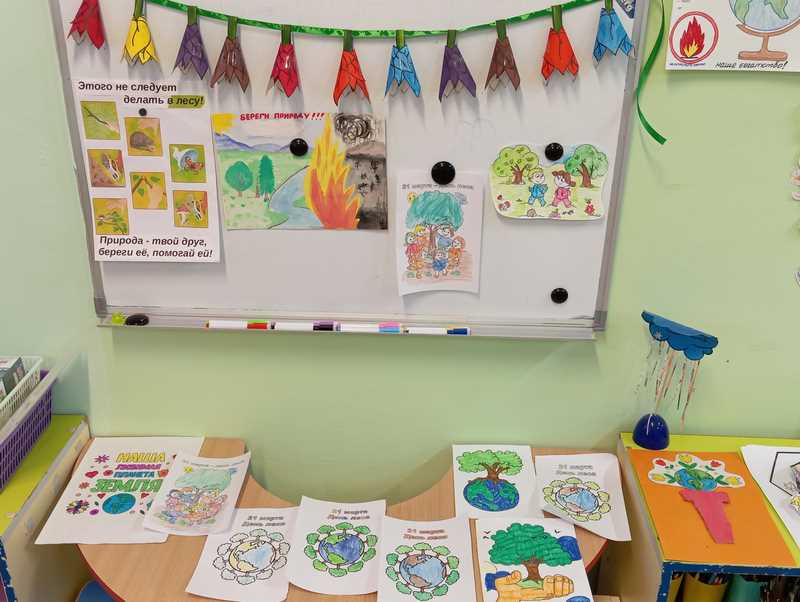 Этого не следует
делать в лесу!
Природа - твой друг,
береги её, помогай ей!
БЕРЕГИ ПРИРОДУ!!!
21 марта - День леса
наше богатство!
НАША
ЛЮБИМАЯ
ПЛАНЕТА
ЗЕМЛЯ
21 марта - День леса
21 марта
День леса
21 марта
День леса
21 марта
День леса
21 марта
День леса